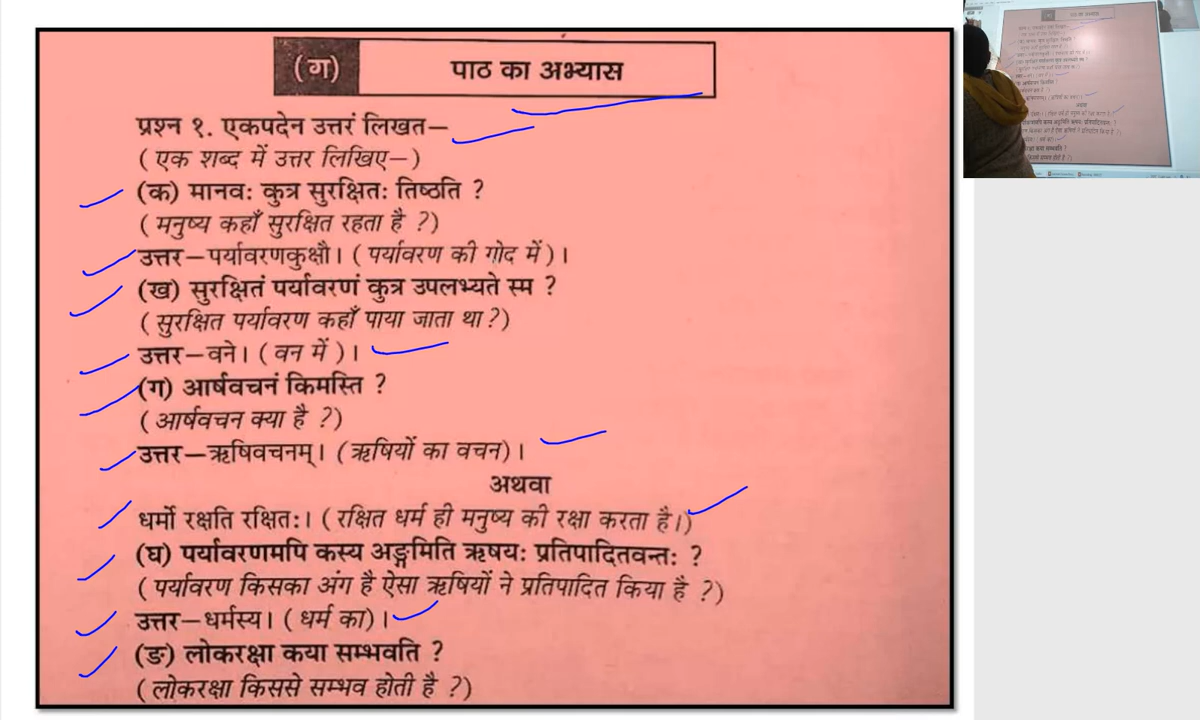 (ग) पाठ का अभ्यास
प्रश्न १. एकपदेन उत्तरं लिखत—
( एक शब्द में उत्तर लिखिए—)
(क) मानवः कुत्र सुरक्षितः तिष्ठति ?
( मनुष्य कहाँ सुरक्षित रहता है ?)
उत्तर—पर्यावरणकुक्षौ। ( पर्यावरण की गोद में )।
(ख) सुरक्षितं पर्यावरणं कुत्र उपलभ्यते स्म ?
( सुरक्षित पर्यावरण कहाँ पाया जाता था ?)
उत्तर—वने। ( वन में )।
(ग) आर्षवचनं किमस्ति ?
( आर्षवचन क्या है ?)
उत्तर—ऋषिवचनम्। (ऋषियों का वचन)।
अथवा
धर्मो रक्षति रक्षितः। ( रक्षित धर्म ही मनुष्य की रक्षा करता है।)
(घ) पर्यावरणमपि कस्य अङ्गमिति ऋषयः प्रतिपादितवन्तः ?
( पर्यावरण किसका अंग है ऐसा ऋषियों ने प्रतिपादित किया है ?)
उत्तर—धर्मस्य। ( धर्म का)।
(ङ) लोकरक्षा कया सम्भवति ?
(लोकरक्षा किससे सम्भव होती है ?)